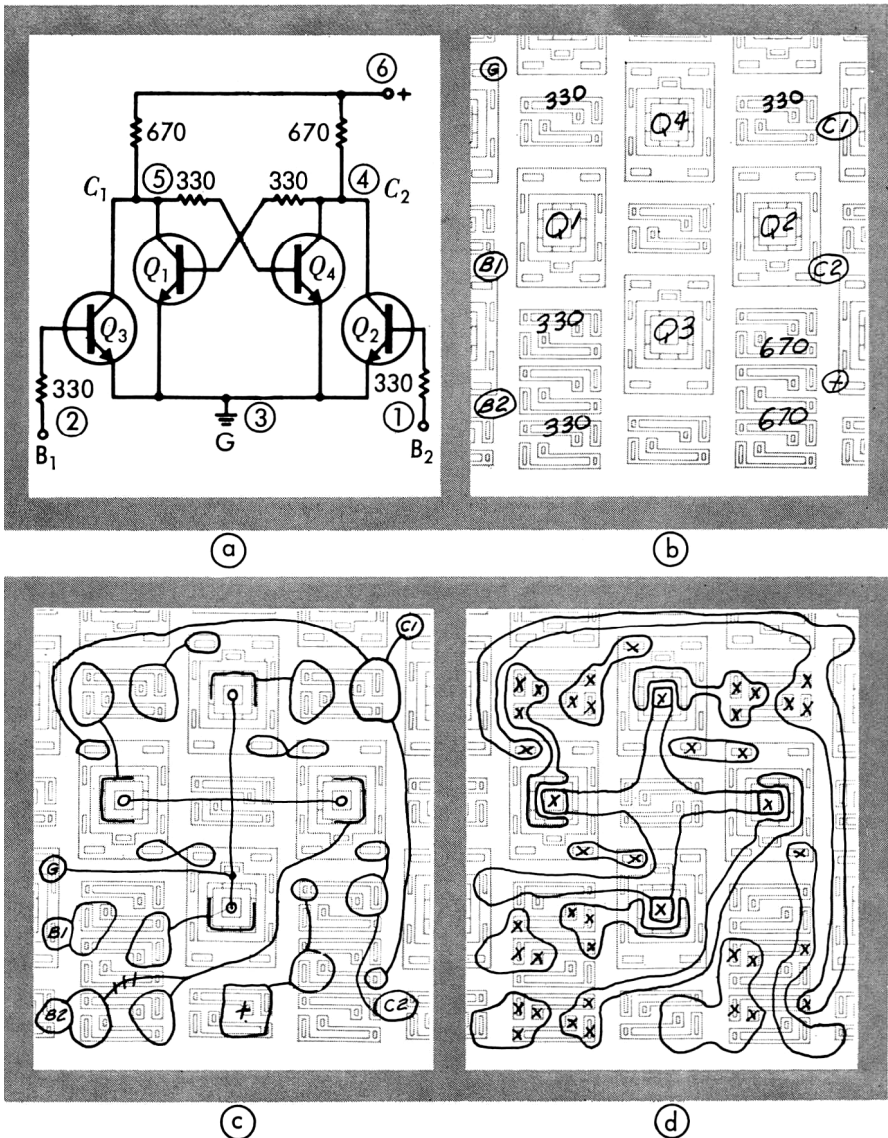 6
+
670 670
C1 5 330 330 4 C2
Q1 Q4
Q3 Q2
330 330
2 3 1
B1 G B2
a
G
330 Q4 330 C1
Q1 Q2
B1 C2
330 Q3 670
+
B2 330 670
b
C1
G
B1
B2 + C2
c
X X X X X X X X X X X
X X X X X
X X X X
X X X X X X X X
X X X X X X X X X
d